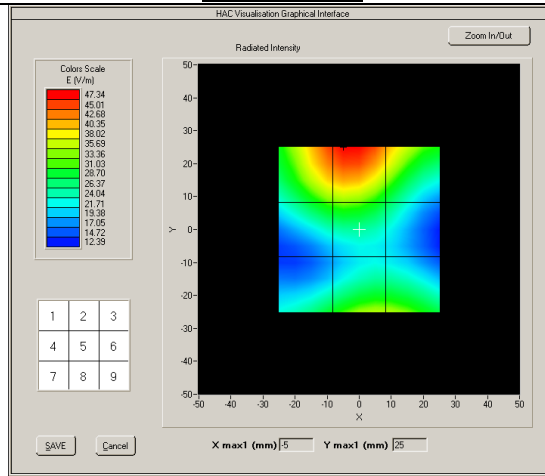 HAC Visualisation Graphical Interface
Zoom In/Out
Radiated Intensity
Colors Scale
E (V/m)
47.34
45.01
42.68
40.35
38.02
35.69
33.36
31.03
28.70
26.37
24.04
21.71
19.38
17.05
14.72
12.39
50
40
30
20
10
Y 0
-10
-20
-30
-40
-50
-50 -40 -30 -20 -10 0 10 20 30 40 50
X
1 2 3
4 5 6
7 8 9
SAVE Cancel X max1 (mm) -5 Y max1 (mm) 25